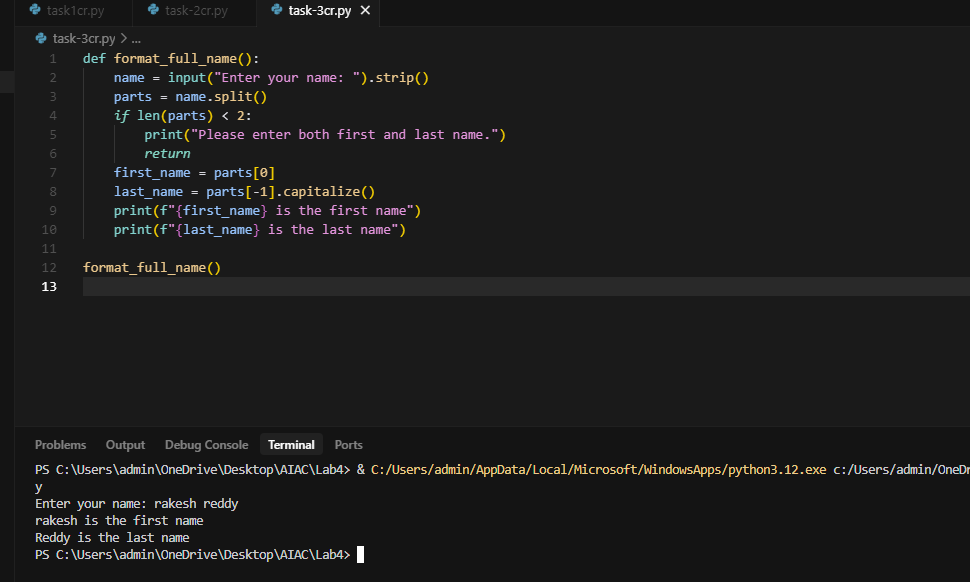 task1cr.py task-2cr.py task-3cr.py ×
task-3cr.py > ...
1 def format_full_name():
2     name = input("Enter your name: ").strip()
3     parts = name.split()
4     if len(parts) < 2:
5         print("Please enter both first and last name.")
6         return
7     first_name = parts[0]
8     last_name = parts[-1].capitalize()
9     print(f"{first_name} is the first name")
10     print(f"{last_name} is the last name")
11
12 format_full_name()
13
Problems Output Debug Console Terminal Ports
PS C:\Users\admin\OneDrive\Desktop\AIAC\Lab4> & C:/Users/admin/AppData/Local/Microsoft/WindowsApps/python3.12.exe c:/Users/admin/OneDr
y
Enter your name: rakesh reddy
rakesh is the first name
Reddy is the last name
PS C:\Users\admin\OneDrive\Desktop\AIAC\Lab4>